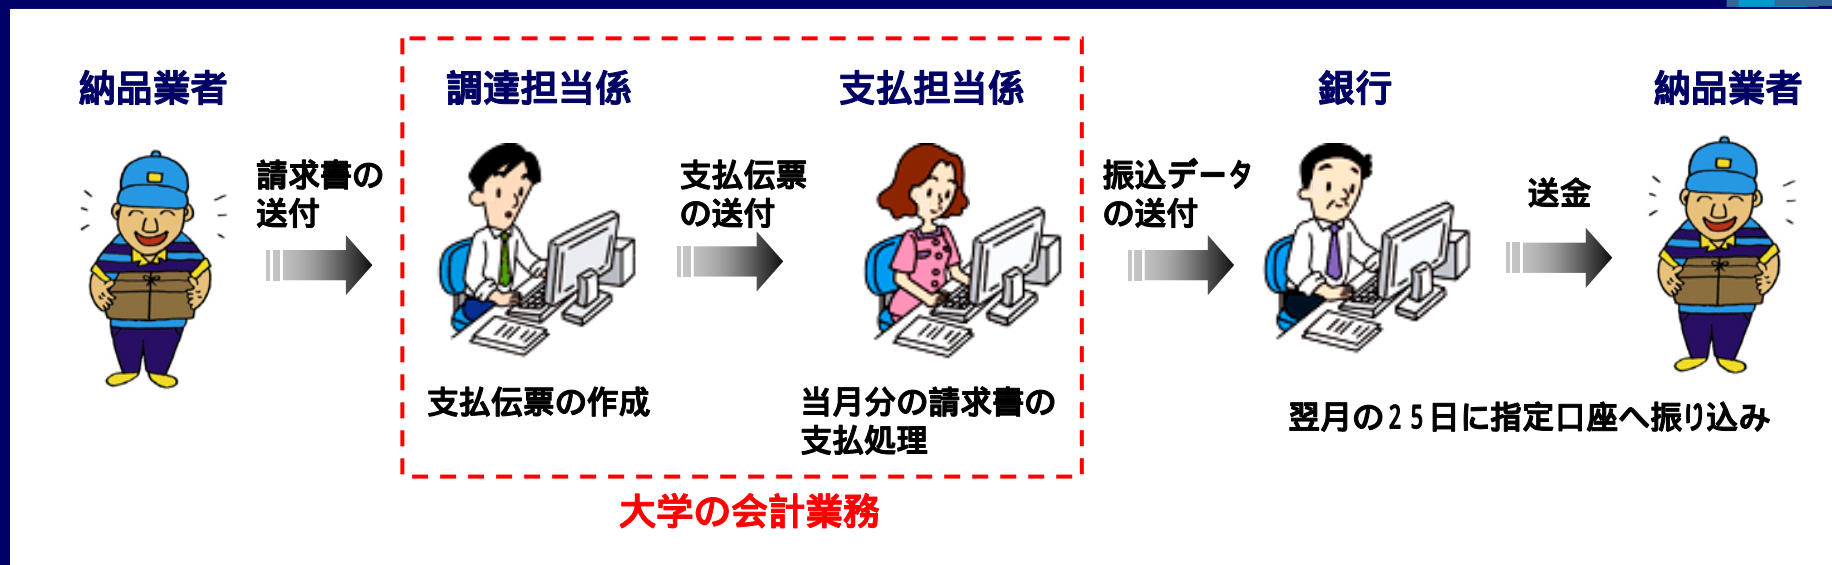 納品業者
調達担当係
支払担当係
銀行
納品業者
請求書の
送付
支払伝票
の送付
振込データ
の送付
送金
支払伝票の作成
当月分の請求書の
支払処理
翌月の25日に指定口座へ振り込み
大学の会計業務